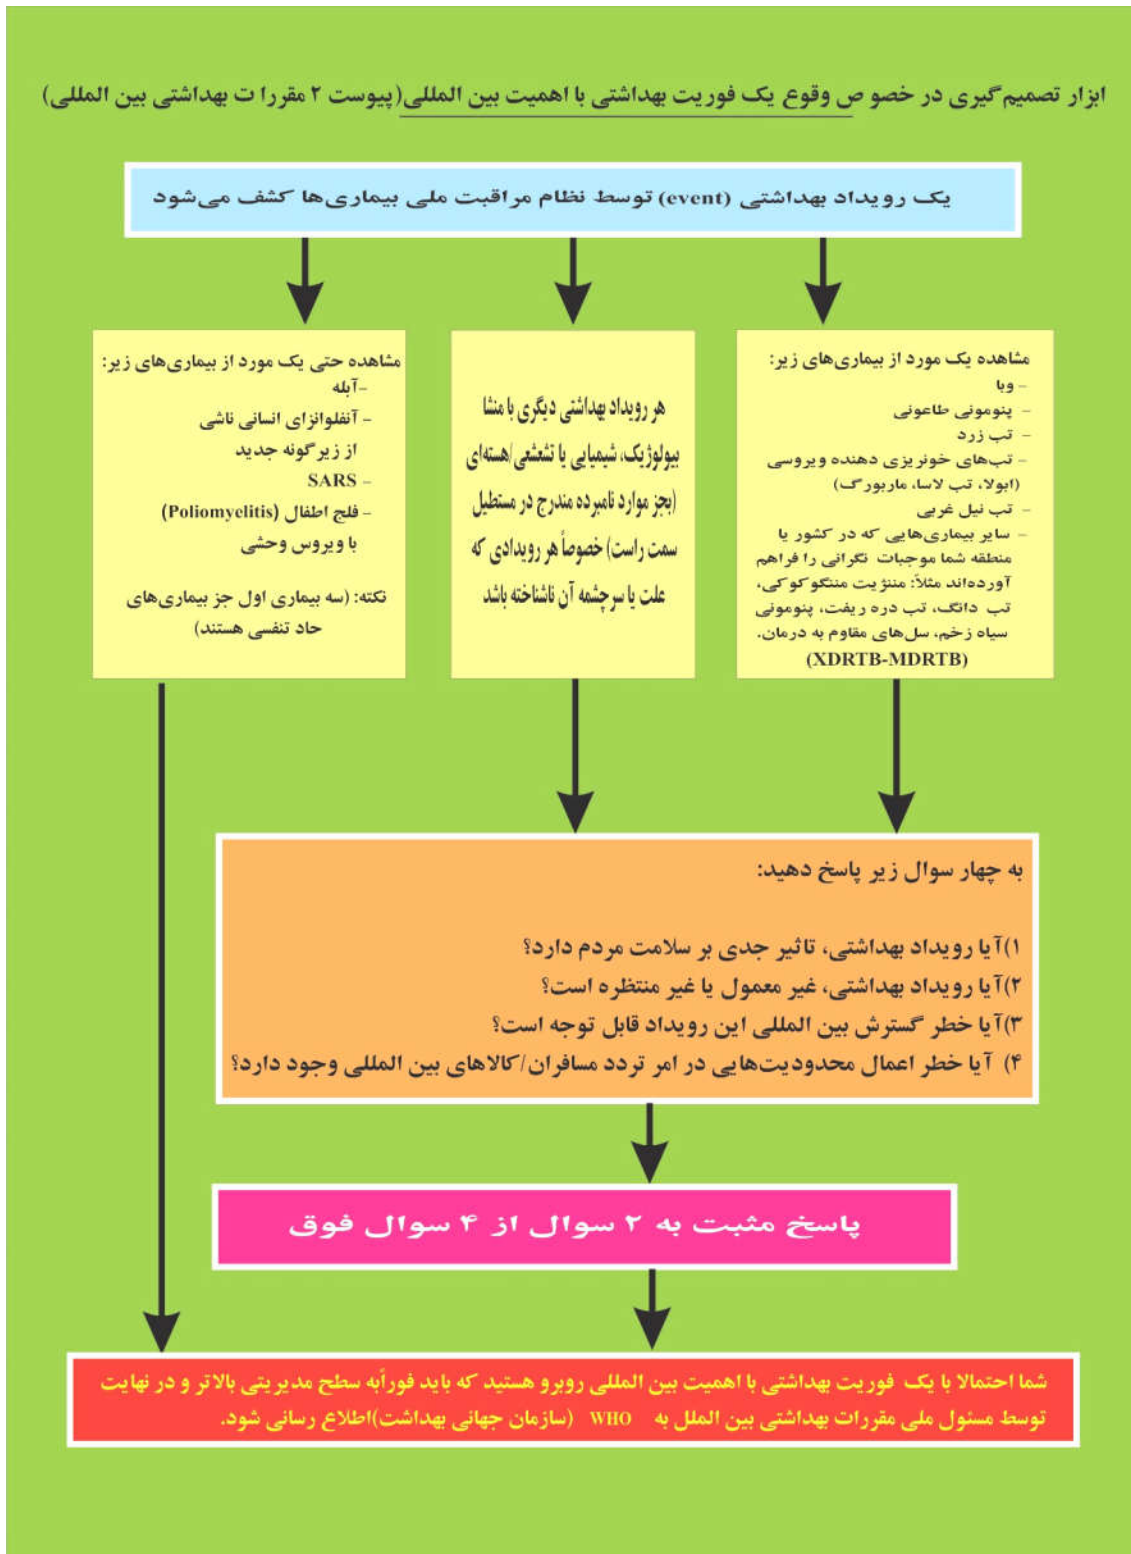 ابزار تصمیم‌گیری در خصو ص وقوع یک فوریت بهداشتی با اهمیت بین المللی(پیوست ۲ مقررا ت بهداشتی بین المللی)
یک رویداد بهداشتی (event) توسط نظام مراقبت ملی بیماری‌ها کشف می‌شود
مشاهده یک مورد از بیماری‌های زیر:
- وبا
- پنومونی طاعونی
- تب زرد
- تب‌های خونریزی دهنده ویروسی
(ابولا، تب لاسا، ماربورگ)
- تب نیل غربی
- سایر بیماری‌هایی که در کشور یا
منطقه شما موجبات نگرانی را فراهم
آورده‌اند مثلاً: مننژیت مننگوکوکی،
تب دانگ، تب دره ریفت، پنومونی
سیاه زخم، سل‌های مقاوم به درمان.
(XDRTB-MDRTB)
هر رویداد بهداشتی دیگری با منشا
بیولوژیک، شیمیایی یا تشعشعی/هسته‌ای
(بجز موارد نامبرده مندرج در مستطیل
سمت راست) خصوصاً هر رویدادی که
علت یا سرچشمه آن ناشناخته باشد
مشاهده حتی یک مورد از بیماری‌های زیر:
-آبله
- آنفلوانزای انسانی ناشی
از زیرگونه جدید
- SARS
- فلج اطفال (Poliomyelitis)
با ویروس وحشی
نکته: (سه بیماری اول جز بیماری‌های
حاد تنفسی هستند)
به چهار سوال زیر پاسخ دهید:
۱)آیا رویداد بهداشتی، تاثیر جدی بر سلامت مردم دارد؟
۲)آیا رویداد بهداشتی، غیر معمول یا غیر منتظره است؟
۳)آیا خطر گسترش بین المللی این رویداد قابل توجه است؟
۴) آیا خطر اعمال محدودیت‌هایی در امر تردد مسافران/کالاهای بین المللی وجود دارد؟
پاسخ مثبت به ۲ سوال از ۴ سوال فوق
شما احتمالا با یک فوریت بهداشتی با اهمیت بین المللی روبرو هستید که باید فوراًبه سطح مدیریتی بالاتر و در نهایت
توسط مسئول ملی مقررات بهداشتی بین الملل به WHO (سازمان جهانی بهداشت)اطلاع رسانی شود.